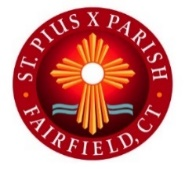 ST. PIUS X PARISH
FAIRFIELD, CT